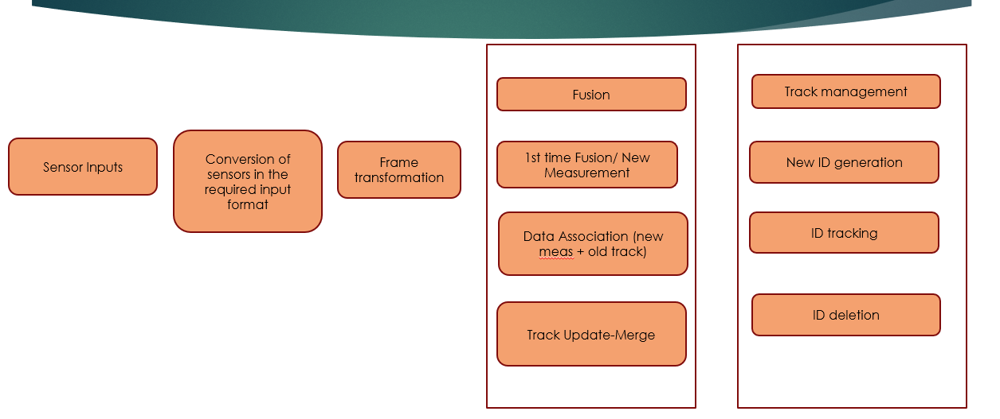 Sensor Inputs
Conversion of
sensors in the
required input
format
Frame
transformation
Fusion
1st time Fusion/ New
Measurement
Data Association (new
meas + old track)
Track Update-Merge
Track management
New ID generation
ID tracking
ID deletion